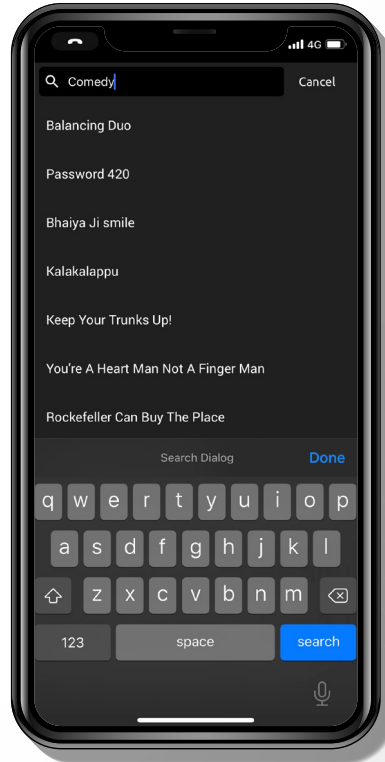 4G
Comedy Cancel
Balancing Duo
Password 420
Bhaiya Ji smile
Kalakalappu
Keep Your Trunks Up!
You're A Heart Man Not A Finger Man
Rockefeller Can Buy The Place
Search Dialog Done
q w e r t y u i o p
a s d f g h j k l
z x c v b n m
123 space search